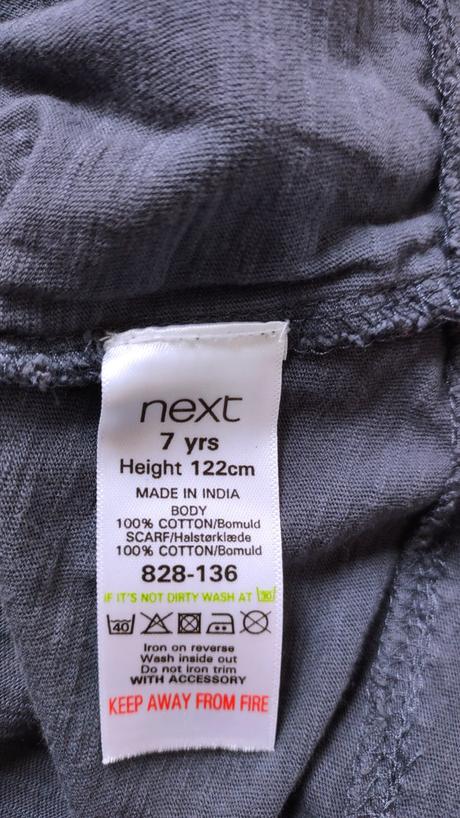 next
7 yrs
Height 122cm
MADE IN INDIA
BODY
100% COTTON/Bomuld
SCARF/Halstørklæde
100% COTTON/Bomuld
828-136
IF IT'S NOT DIRTY WASH AT 30
40
Iron on reverse
Wash inside out
Do not iron trim
WITH ACCESSORY
KEEP AWAY FROM FIRE